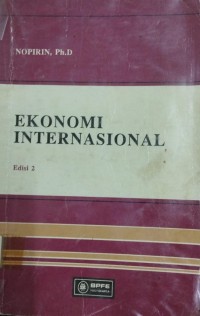 NOPIRIN, Ph.D
EKONOMI
INTERNASIONAL
Edisi 2
BPFE